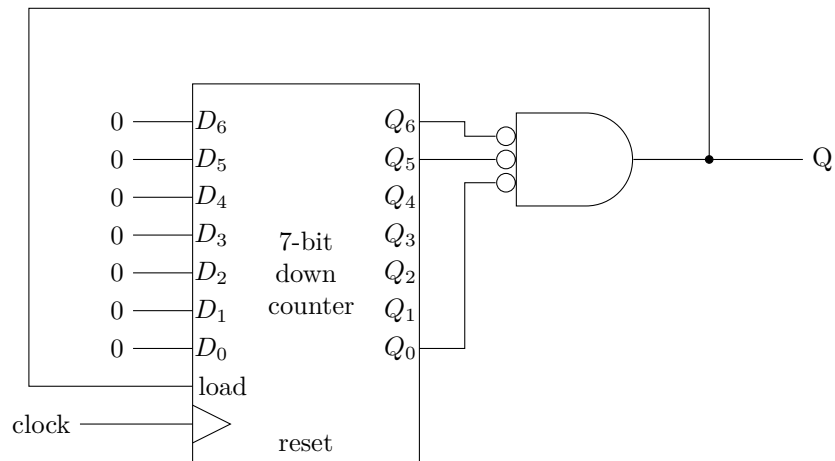 0 D6 Q6
0 D5 Q5 Q
0 D4 Q4
0 D3 Q3
7-bit
0 D2 Q2
down
0 D1 Q1
counter
0 D0 Q0
load
clock
reset